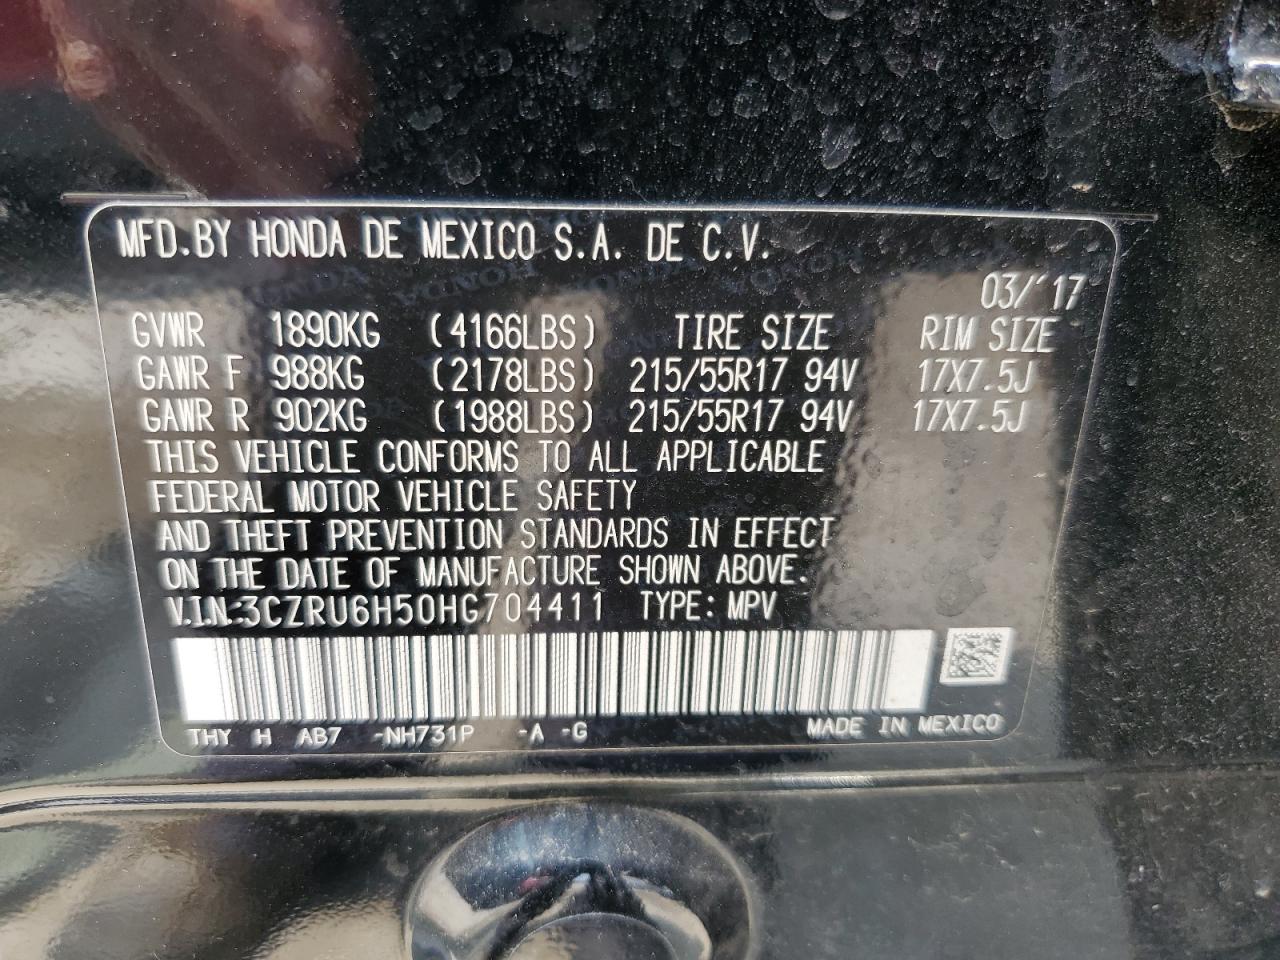 MFD.BY HONDA DE MEXICO S.A. DE C.V.
03/'17
GVWR 1890KG (4166LBS) TIRE SIZE RIM SIZE
GAWR F 988KG (2178LBS) 215/55R17 94V 17X7.5J
GAWR R 902KG (1988LBS) 215/55R17 94V 17X7.5J
THIS VEHICLE CONFORMS TO ALL APPLICABLE
FEDERAL MOTOR VEHICLE SAFETY
AND THEFT PREVENTION STANDARDS IN EFFECT
ON THE DATE OF MANUFACTURE SHOWN ABOVE.
V.I.N:3CZRU6H50HG704411 TYPE: MPV
THY H AB7 -NH731P -A -G MADE IN MEXICO